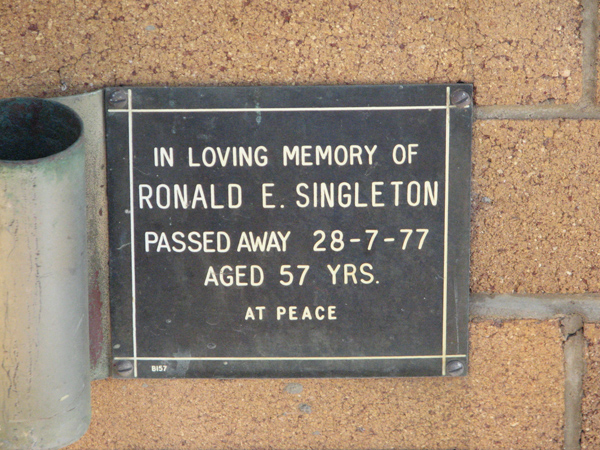 IN LOVING MEMORY OF
RONALD E. SINGLETON
PASSED AWAY 28-7-77
AGED 57 YRS.
AT PEACE
B157